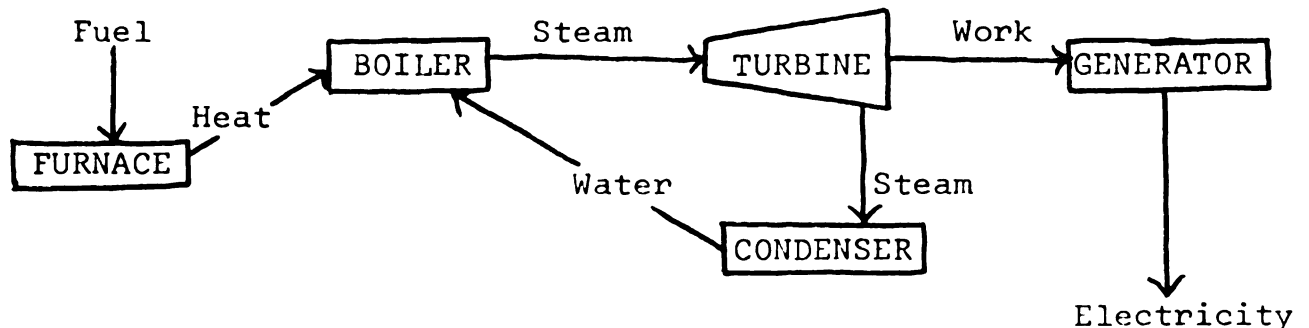 Fuel
Steam
Work
BOILER
TURBINE
GENERATOR
Heat
FURNACE
Water
Steam
CONDENSER
Electricity